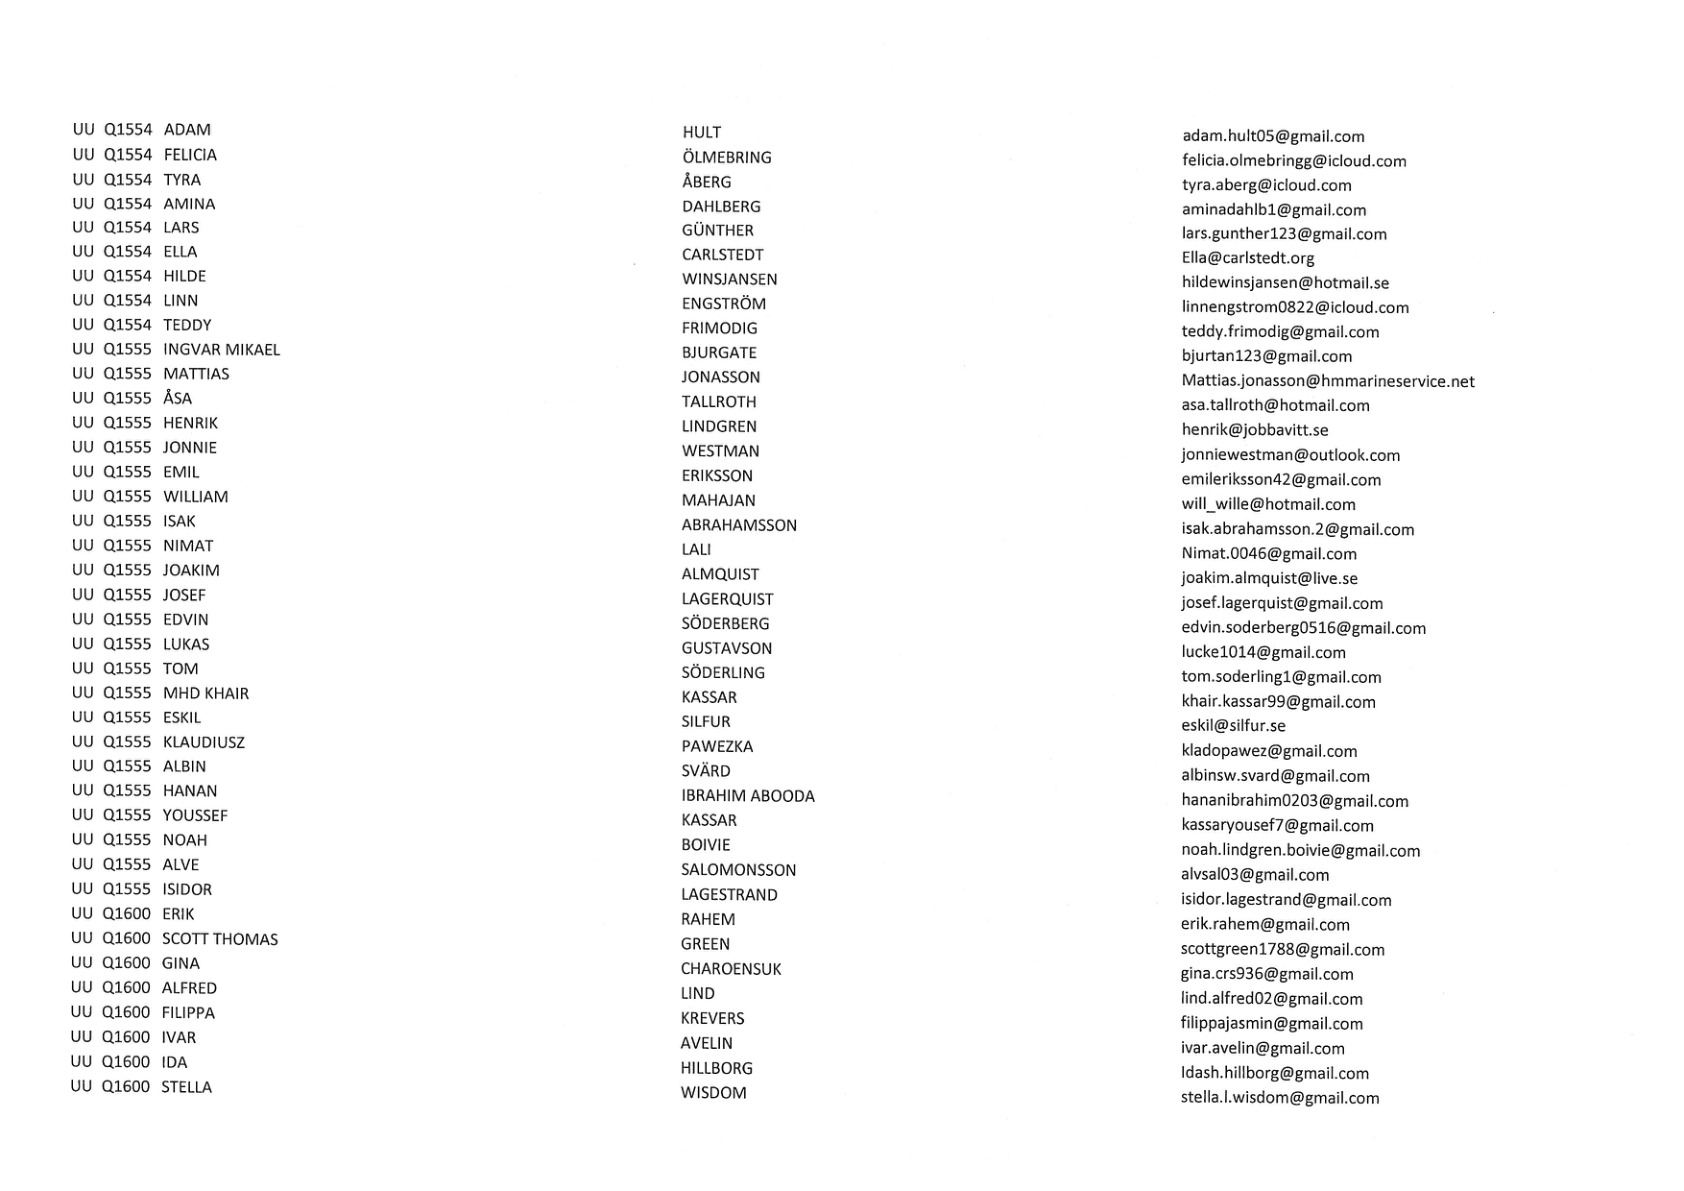 UU Q1554 ADAM HULT adam.hult05@gmail.com
UU Q1554 FELICIA ÖLMEBRING felicia.olmebringg@icloud.com
UU Q1554 TYRA ÅBERG tyra.aberg@icloud.com
UU Q1554 AMINA DAHLBERG aminadahlb1@gmail.com
UU Q1554 LARS GÜNTHER lars.gunther123@gmail.com
UU Q1554 ELLA CARLSTEDT Ella@carlstedt.org
UU Q1554 HILDE WINSJANSEN hildewinsjansen@hotmail.se
UU Q1554 LINN ENGSTRÖM linnengstrom0822@icloud.com
UU Q1554 TEDDY FRIMODIG teddy.frimodig@gmail.com
UU Q1555 INGVAR MIKAEL BJURGATE bjurtan123@gmail.com
UU Q1555 MATTIAS JONASSON Mattias.jonasson@hmmarineservice.net
UU Q1555 ÅSA TALLROTH asa.tallroth@hotmail.com
UU Q1555 HENRIK LINDGREN henrik@jobbavitt.se
UU Q1555 JONNIE WESTMAN jonniewestman@outlook.com
UU Q1555 EMIL ERIKSSON emileriksson42@gmail.com
UU Q1555 WILLIAM MAHAJAN will_wille@hotmail.com
UU Q1555 ISAK ABRAHAMSSON isak.abrahamsson.2@gmail.com
UU Q1555 NIMAT LALI Nimat.0046@gmail.com
UU Q1555 JOAKIM ALMQUIST joakim.almquist@live.se
UU Q1555 JOSEF LAGERQUIST josef.lagerquist@gmail.com
UU Q1555 EDVIN SÖDERBERG edvin.soderberg0516@gmail.com
UU Q1555 LUKAS GUSTAVSON lucke1014@gmail.com
UU Q1555 TOM SÖDERLING tom.soderling1@gmail.com
UU Q1555 MHD KHAIR KASSAR khair.kassar99@gmail.com
UU Q1555 ESKIL SILFUR eskil@silfur.se
UU Q1555 KLAUDIUSZ PAWEZKA kladopawez@gmail.com
UU Q1555 ALBIN SVÄRD albinsw.svard@gmail.com
UU Q1555 HANAN IBRAHIM ABOODA hananibrahim0203@gmail.com
UU Q1555 YOUSSEF KASSAR kassaryousef7@gmail.com
UU Q1555 NOAH BOIVIE noah.lindgren.boivie@gmail.com
UU Q1555 ALVE SALOMONSSON alvsal03@gmail.com
UU Q1555 ISIDOR LAGESTRAND isidor.lagestrand@gmail.com
UU Q1600 ERIK RAHEM erik.rahem@gmail.com
UU Q1600 SCOTT THOMAS GREEN scottgreen1788@gmail.com
UU Q1600 GINA CHAROENSUK gina.crs936@gmail.com
UU Q1600 ALFRED LIND lind.alfred02@gmail.com
UU Q1600 FILIPPA KREVERS filippajasmin@gmail.com
UU Q1600 IVAR AVELIN ivar.avelin@gmail.com
UU Q1600 IDA HILLBORG Idash.hillborg@gmail.com
UU Q1600 STELLA WISDOM stella.l.wisdom@gmail.com